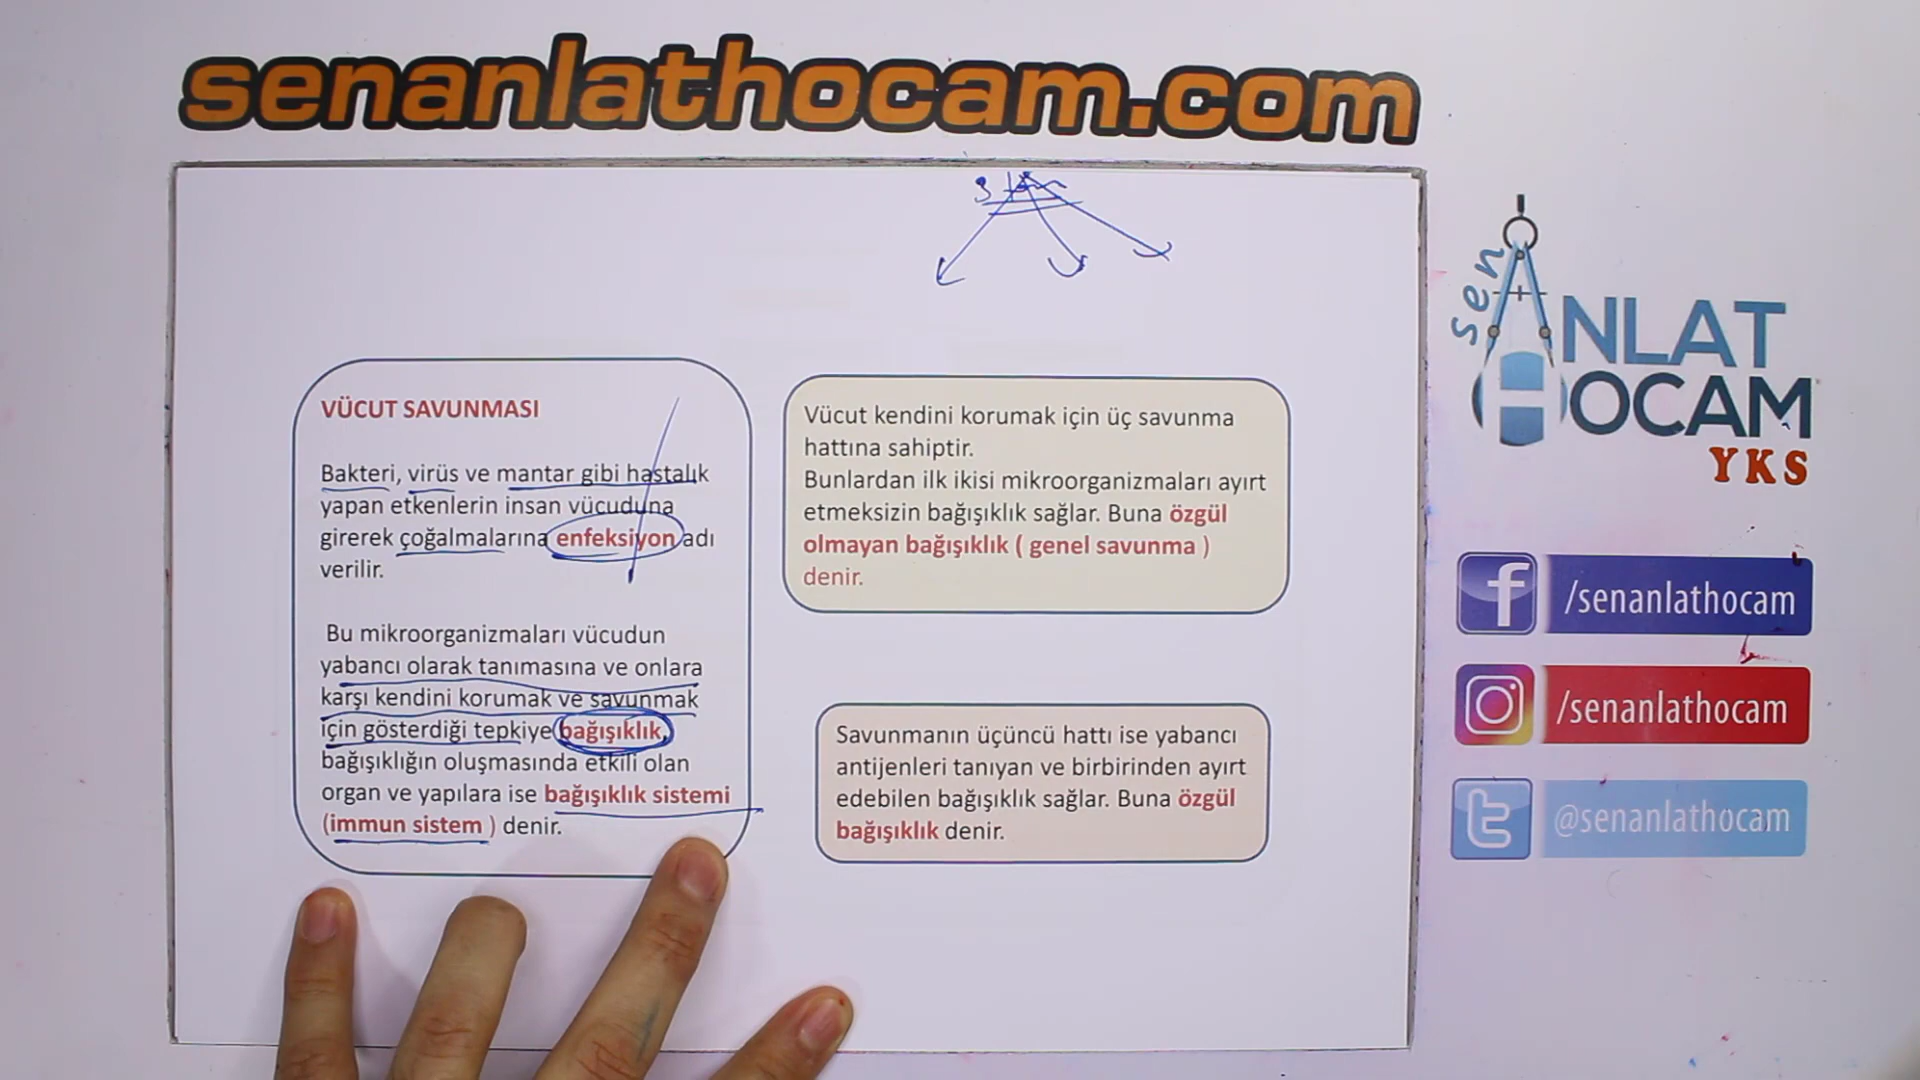 senanlathocam.com
VÜCUT SAVUNMASI
Bakteri, virüs ve mantar gibi hastalık
yapan etkenlerin insan vücuduna
girerek çoğalmalarına enfeksiyon adı
verilir.
Bu mikroorganizmaları vücudun
yabancı olarak tanımasına ve onlara
karşı kendini korumak ve savunmak
için gösterdiği tepkiye bağışıklık,
bağışıklığın oluşmasında etkili olan
organ ve yapılara ise bağışıklık sistemi
(immun sistem ) denir.
Vücut kendini korumak için üç savunma
hattına sahiptir.
Bunlardan ilk ikisi mikroorganizmaları ayırt
etmeksizin bağışıklık sağlar. Buna özgül
olmayan bağışıklık ( genel savunma )
denir.
Savunmanın üçüncü hattı ise yabancı
antijenleri tanıyan ve birbirinden ayırt
edebilen bağışıklık sağlar. Buna özgül
bağışıklık denir.
sen
ANLAT
HOCAM
YKS
f /senanlathocam
/senanlathocam
t @senanlathocam